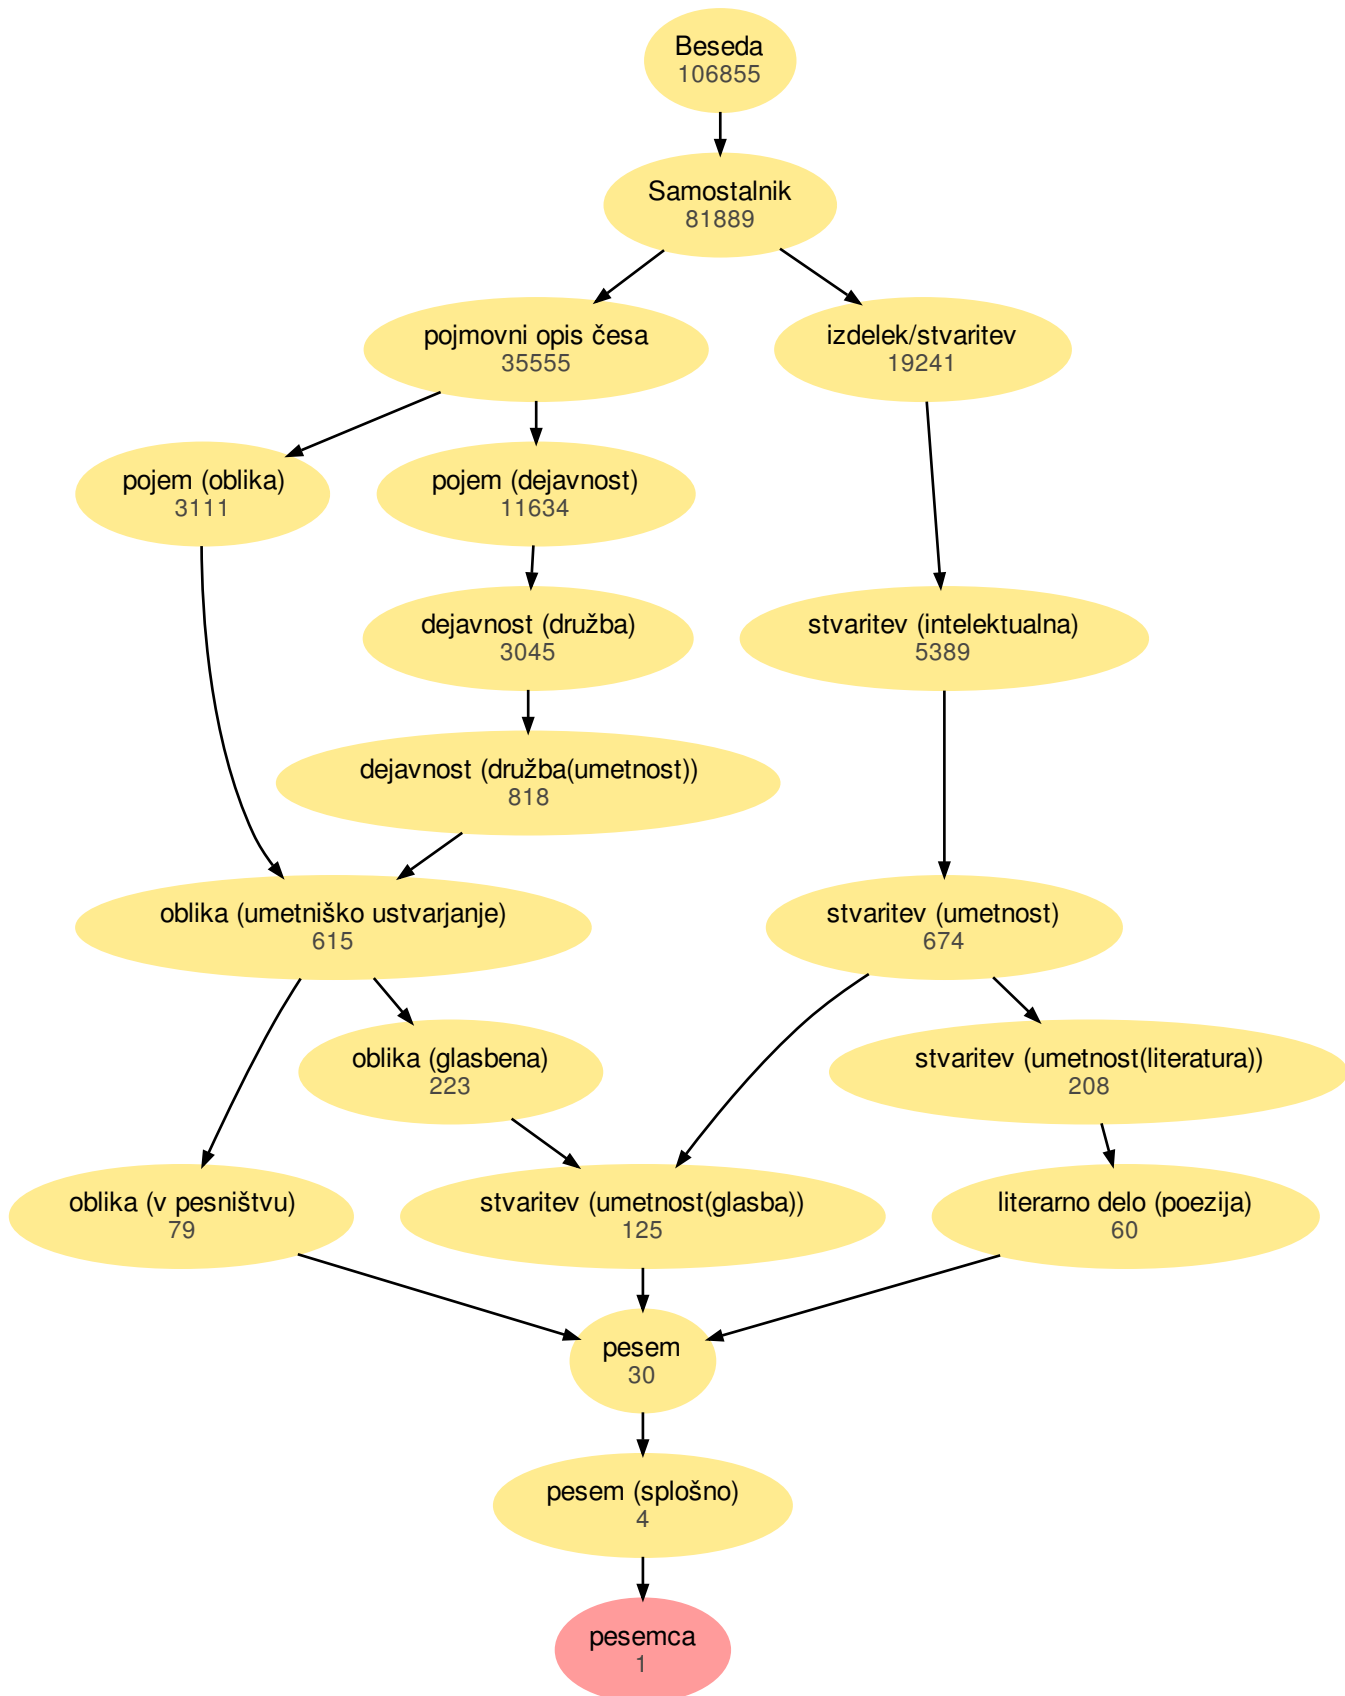 Beseda
106855
Samostalnik
81889
pojmovni opis česa
35555
izdelek/stvaritev
19241
pojem (oblika)
3111
pojem (dejavnost)
11634
dejavnost (družba)
3045
stvaritev (intelektualna)
5389
dejavnost (družba(umetnost))
818
oblika (umetniško ustvarjanje)
615
stvaritev (umetnost)
674
oblika (glasbena)
223
stvaritev (umetnost(literatura))
208
oblika (v pesništvu)
79
stvaritev (umetnost(glasba))
125
literarno delo (poezija)
60
pesem
30
pesem (splošno)
4
pesemca
1